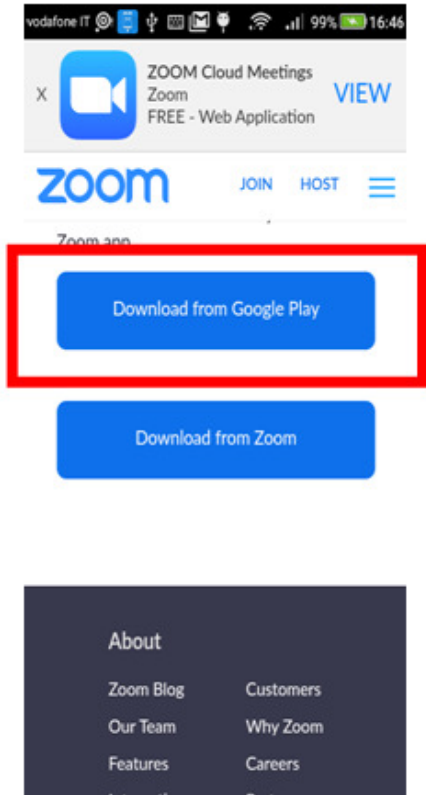 vodafone IT 99% 16:46
ZOOM Cloud Meetings
Zoom
FREE - Web Application
X
VIEW
zoom
JOIN HOST
Zoom app
Download from Google Play
Download from Zoom
About
Zoom Blog Customers
Our Team Why Zoom
Features Careers